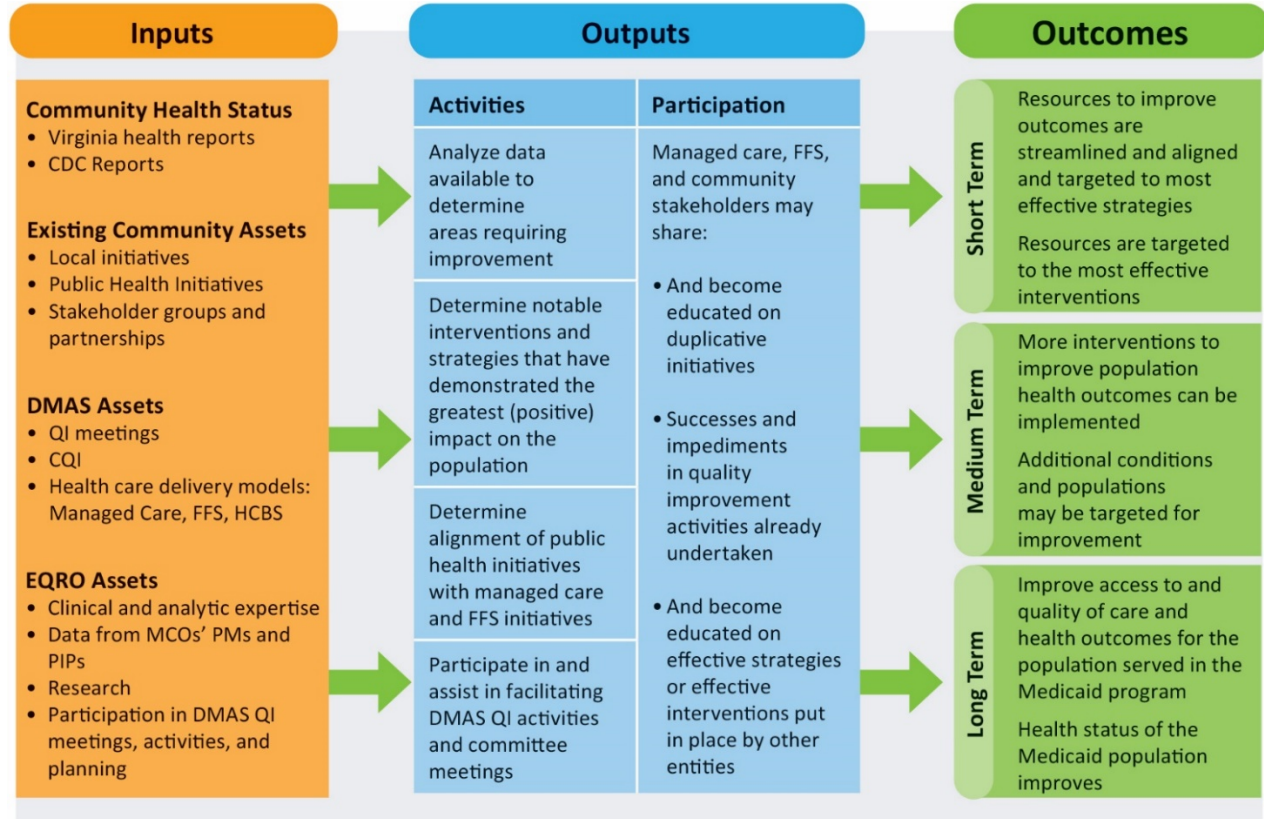 Inputs
Community Health Status
• Virginia health reports
• CDC Reports
Existing Community Assets
• Local initiatives
• Public Health Initiatives
• Stakeholder groups and
partnerships
DMAS Assets
• QI meetings
• CQI
• Health care delivery models:
Managed Care, FFS, HCBS
EQRO Assets
• Clinical and analytic expertise
• Data from MCOs’ PMs and
PIPs
• Research
• Participation in DMAS QI
meetings, activities, and
planning
Outputs
Activities
Analyze data
available to
determine
areas requiring
improvement
Determine notable
interventions and
strategies that have
demonstrated the
greatest (positive)
impact on the
population
Determine
alignment of public
health initiatives
with managed care
and FFS initiatives
Participate in and
assist in facilitating
DMAS QI activities
and committee
meetings
Participation
Managed care, FFS,
and community
stakeholders may
share:
• And become
educated on
duplicative
initiatives
• Successes and
impediments
in quality
improvement
activities already
undertaken
• And become
educated on
effective strategies
or effective
interventions put
in place by other
entities
Outcomes
Short Term
Resources to improve
outcomes are
streamlined and aligned
and targeted to most
effective strategies
Resources are targeted
to the most effective
interventions
Medium Term
More interventions to
improve population
health outcomes can be
implemented
Additional conditions
and populations
may be targeted for
improvement
Long Term
Improve access to and
quality of care and
health outcomes for the
population served in the
Medicaid program
Health status of the
Medicaid population
improves